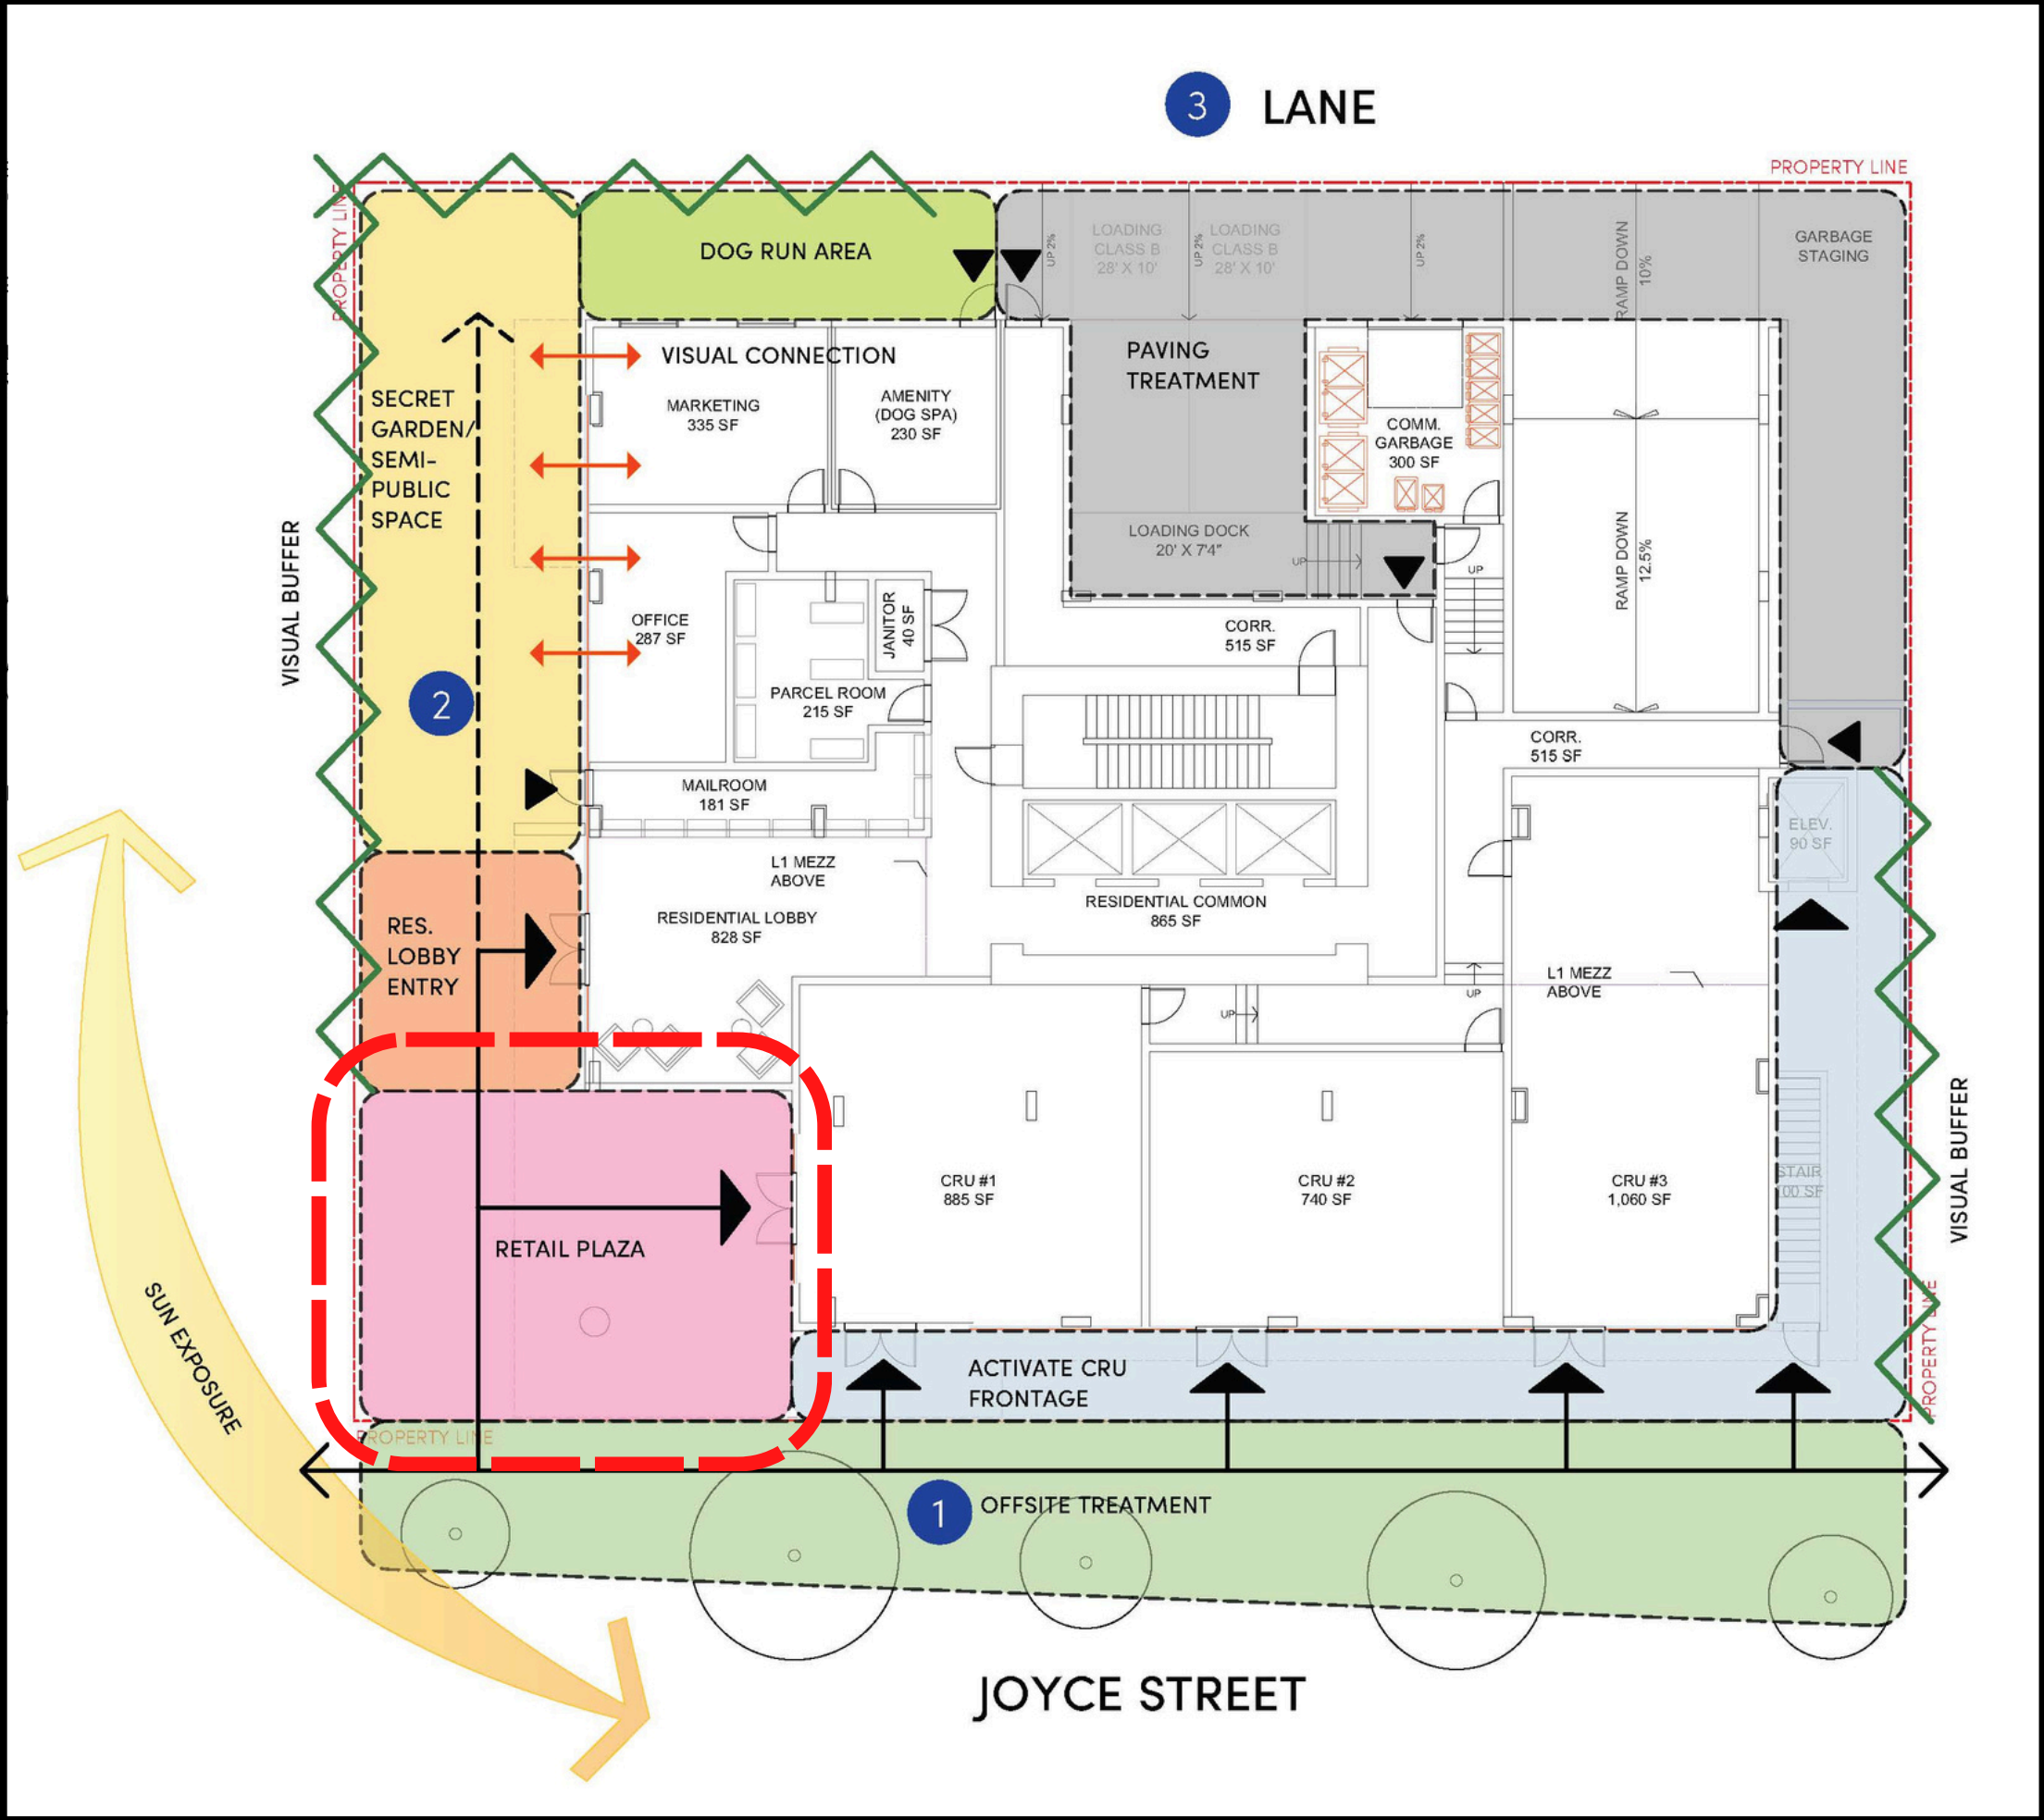 3 LANE
PROPERTY LINE
PROPERTY LINE
DOG RUN AREA
LOADING
CLASS B
28' X 10'
LOADING
CLASS B
28' X 10'
UP 2%
UP 2%
UP 2%
RAMP DOWN
10%
GARBAGE
STAGING
VISUAL CONNECTION
PAVING
TREATMENT
SECRET
GARDEN/
SEMI-
PUBLIC
SPACE
MARKETING
335 SF
AMENITY
(DOG SPA)
230 SF
COMM.
GARBAGE
300 SF
LOADING DOCK
20' X 7'4"
UP
UP
RAMP DOWN
12.5%
VISUAL BUFFER
OFFICE
287 SF
JANITOR
40 SF
CORR.
515 SF
PARCEL ROOM
215 SF
2
CORR.
515 SF
MAILROOM
181 SF
ELEV.
90 SF
L1 MEZZ
ABOVE
RES.
LOBBY
ENTRY
RESIDENTIAL LOBBY
828 SF
RESIDENTIAL COMMON
865 SF
L1 MEZZ
ABOVE
UP
UP
CRU #1
885 SF
CRU #2
740 SF
CRU #3
1,060 SF
STAIR
00 SF
VISUAL BUFFER
RETAIL PLAZA
SUN EXPOSURE
PROPERTY LINE
ACTIVATE CRU
FRONTAGE
PROPERTY LINE
1 OFFSITE TREATMENT
JOYCE STREET